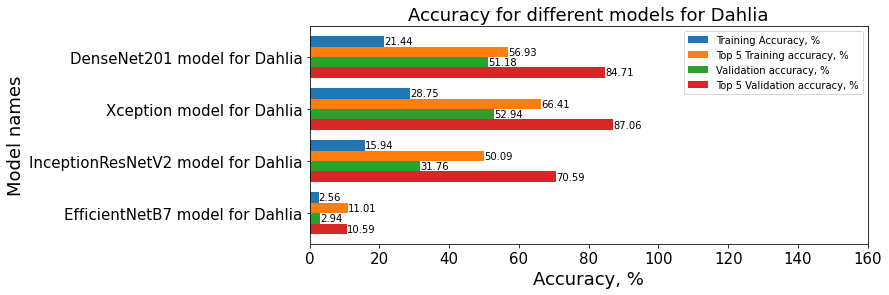 Accuracy for different models for Dahlia
Model names
DenseNet201 model for Dahlia
21.44
56.93
51.18
84.71
Xception model for Dahlia
28.75
66.41
52.94
87.06
InceptionResNetV2 model for Dahlia
15.94
50.09
31.76
70.59
EfficientNetB7 model for Dahlia
2.56
11.01
2.94
10.59
Training Accuracy, %
Top 5 Training accuracy, %
Validation accuracy, %
Top 5 Validation accuracy, %
0 20 40 60 80 100 120 140 160
Accuracy, %